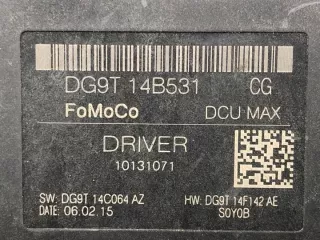 DG9T 14B531 CG
FoMoCo DCU MAX
DRIVER
10131071
SW: DG9T 14C064 AZ HW: DG9T 14F142 AE
DATE: 06.02.15 S0Y0B